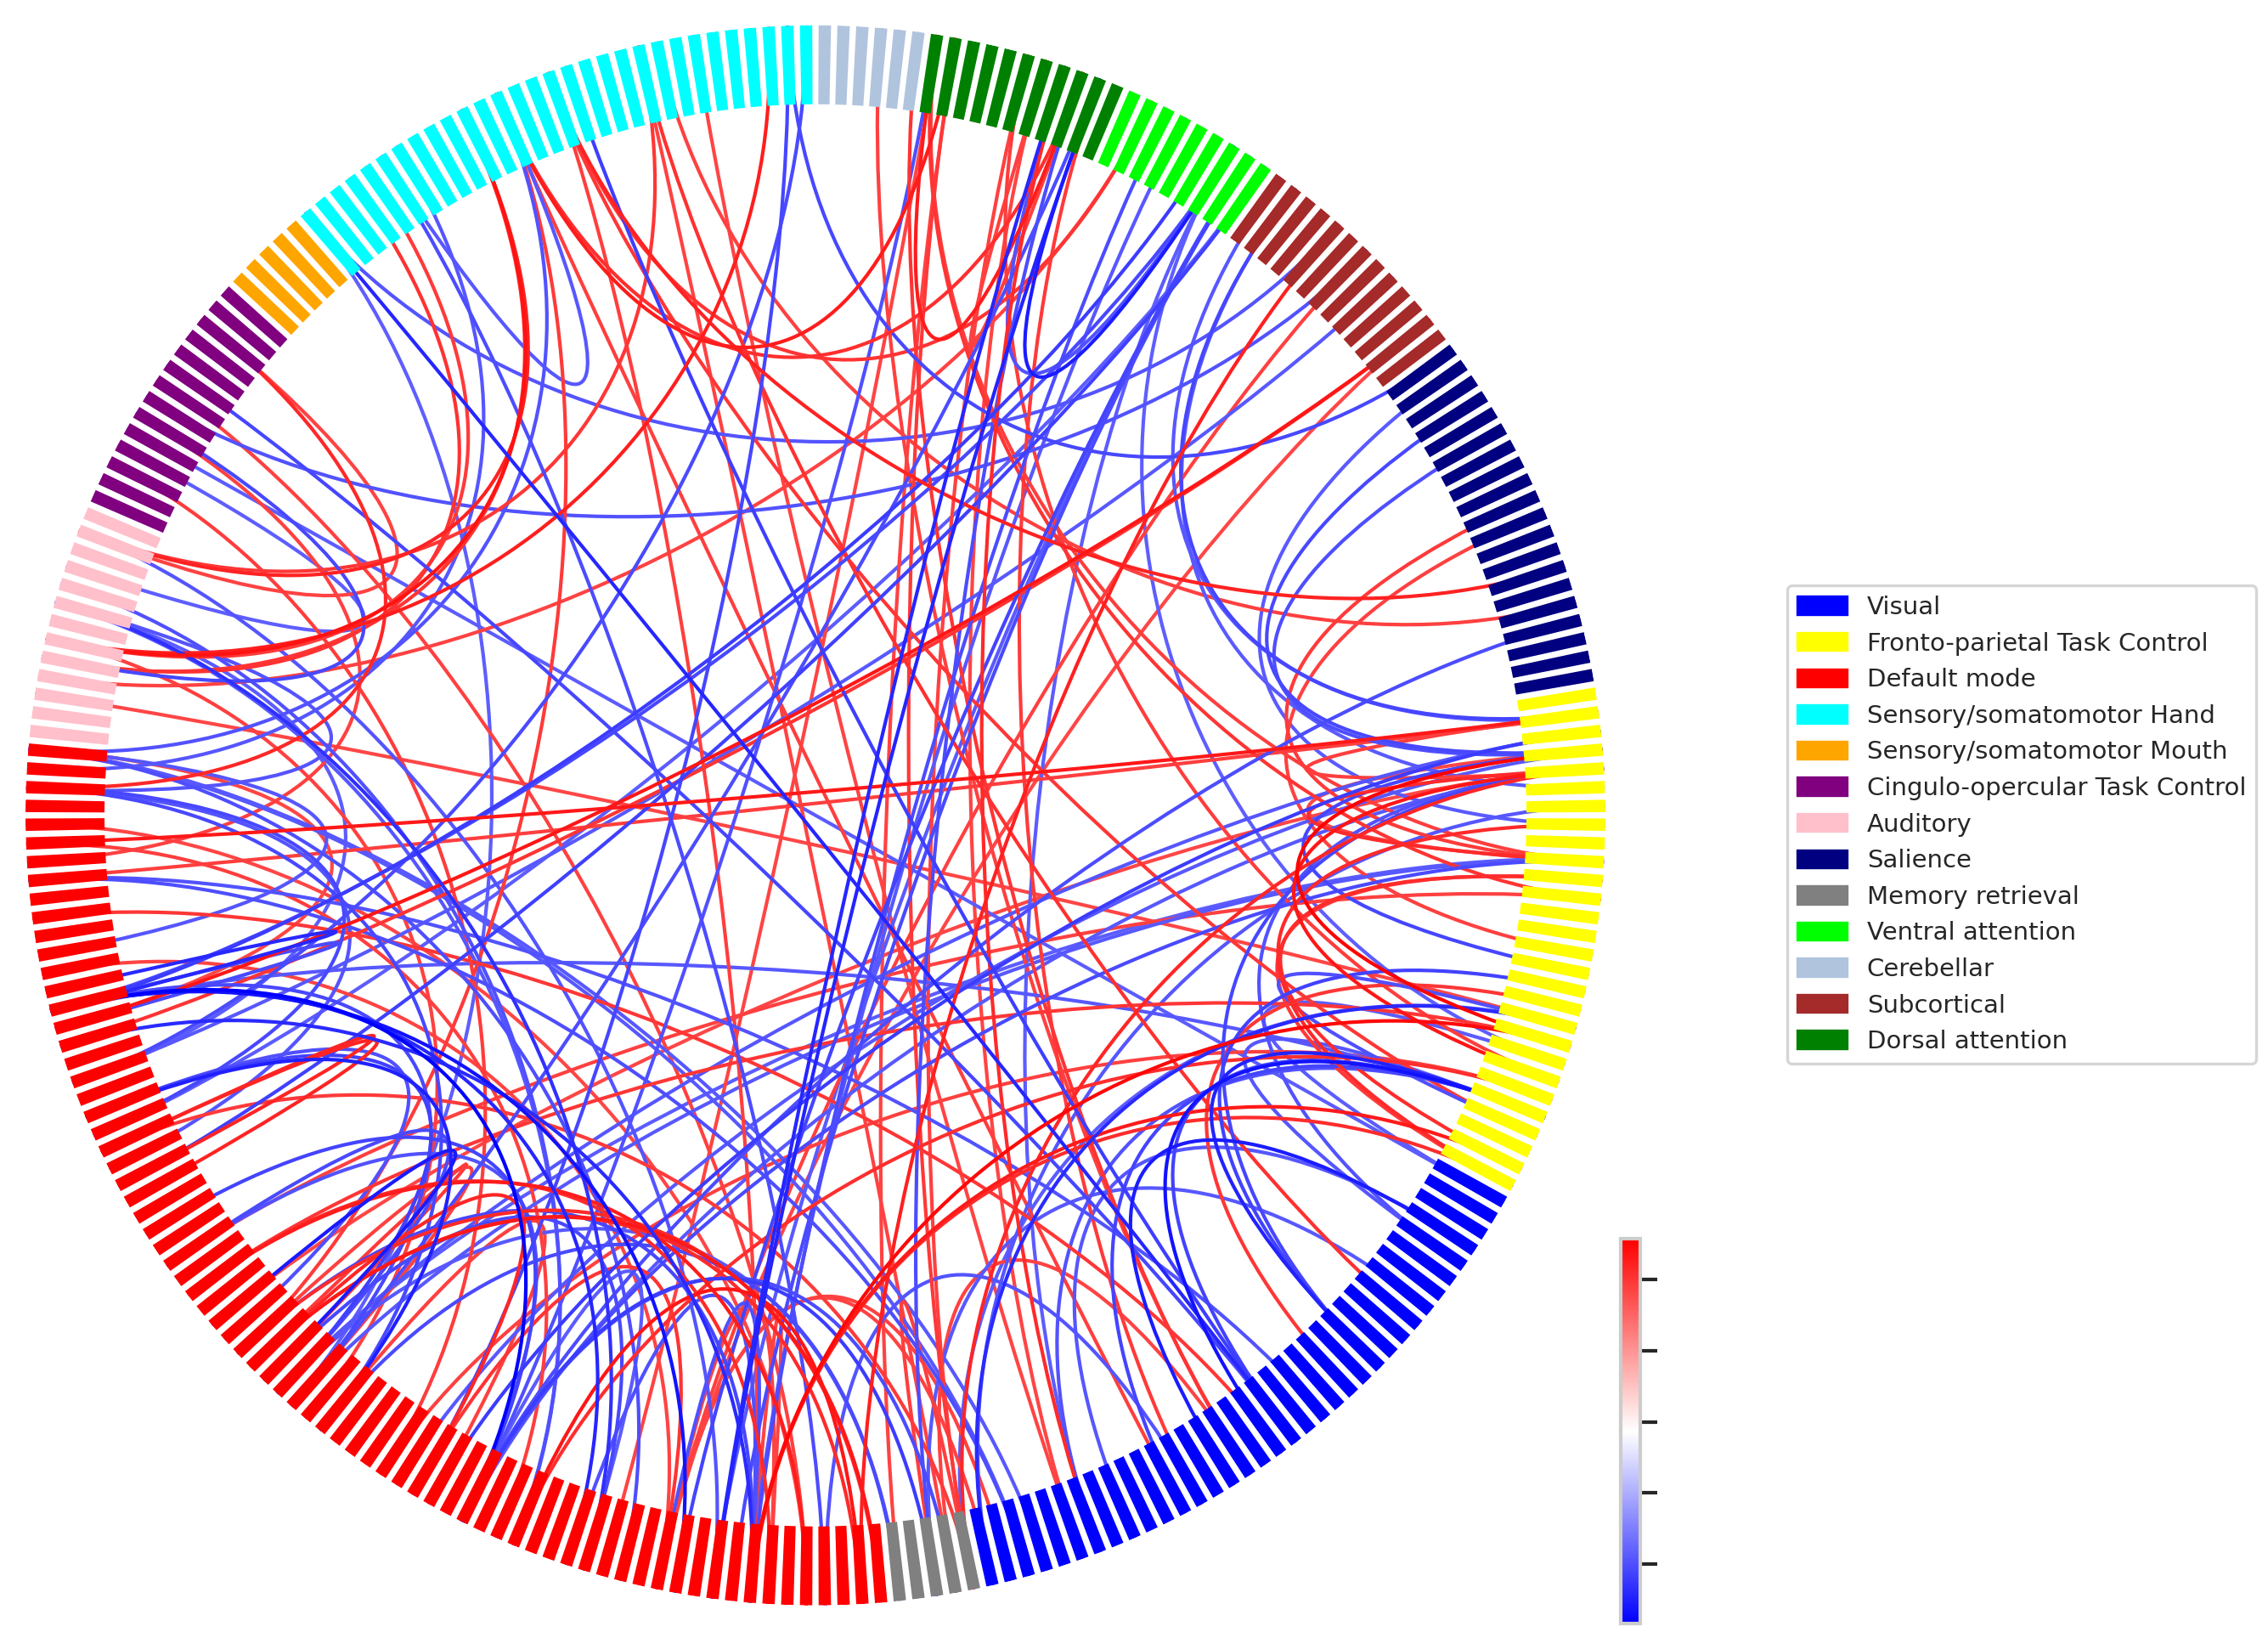 Visual
Fronto-parietal Task Control
Default mode
Sensory/somatomotor Hand
Sensory/somatomotor Mouth
Cingulo-opercular Task Control
Auditory
Salience
Memory retrieval
Ventral attention
Cerebellar
Subcortical
Dorsal attention